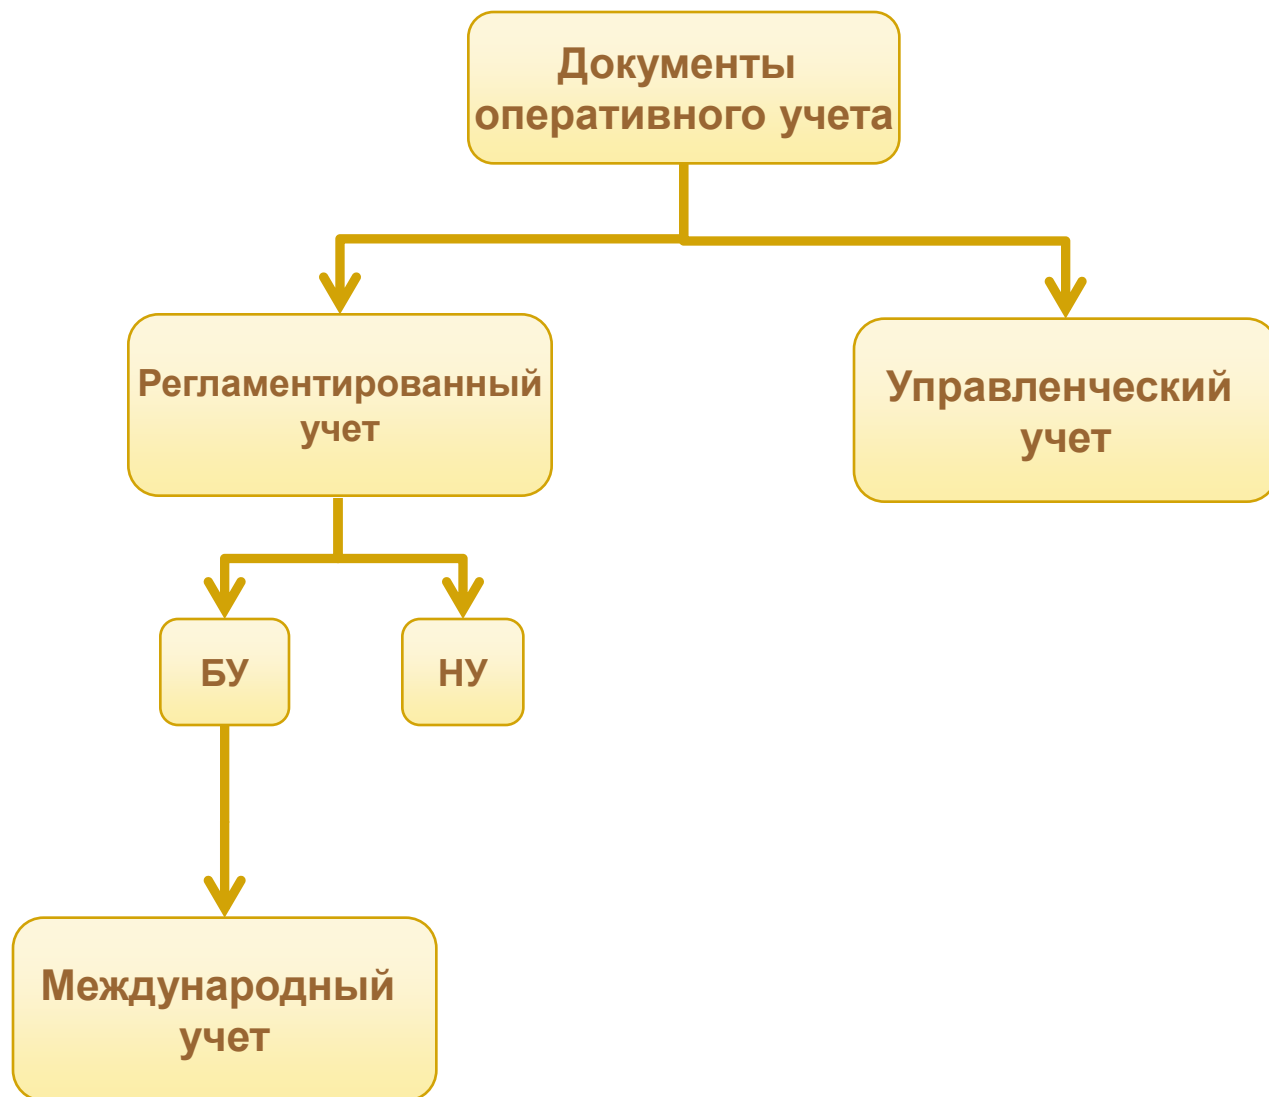 Документы
оперативного учета
Регламентированный
учет
Управленческий
учет
БУ
НУ
Международный
учет